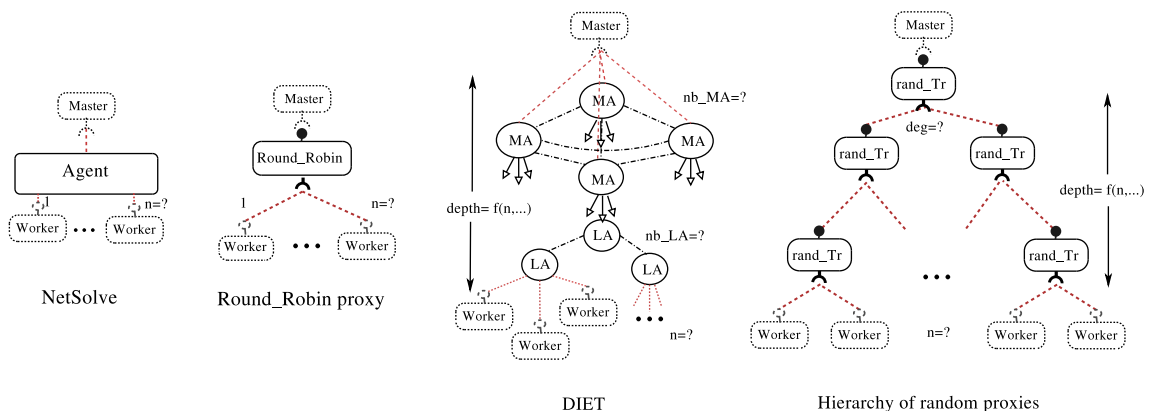 Master
Agent
1
n=?
Worker
Worker
NetSolve
Master
Round_Robin
1
n=?
Worker
Worker
Round_Robin proxy
Master
MA
nb_MA=?
MA
MA
MA
depth= f(n,...)
LA
nb_LA=?
LA
LA
Worker
Worker
Worker
n=?
DIET
Master
rand_Tr
deg=?
rand_Tr
rand_Tr
depth= f(n,...)
rand_Tr
rand_Tr
Worker
Worker
n=?
Worker
Worker
Hierarchy of random proxies